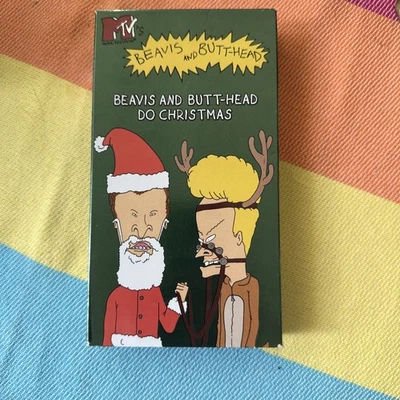 MTV's
BEAVIS AND BUTT-HEAD
BEAVIS AND BUTT-HEAD
DO CHRISTMAS